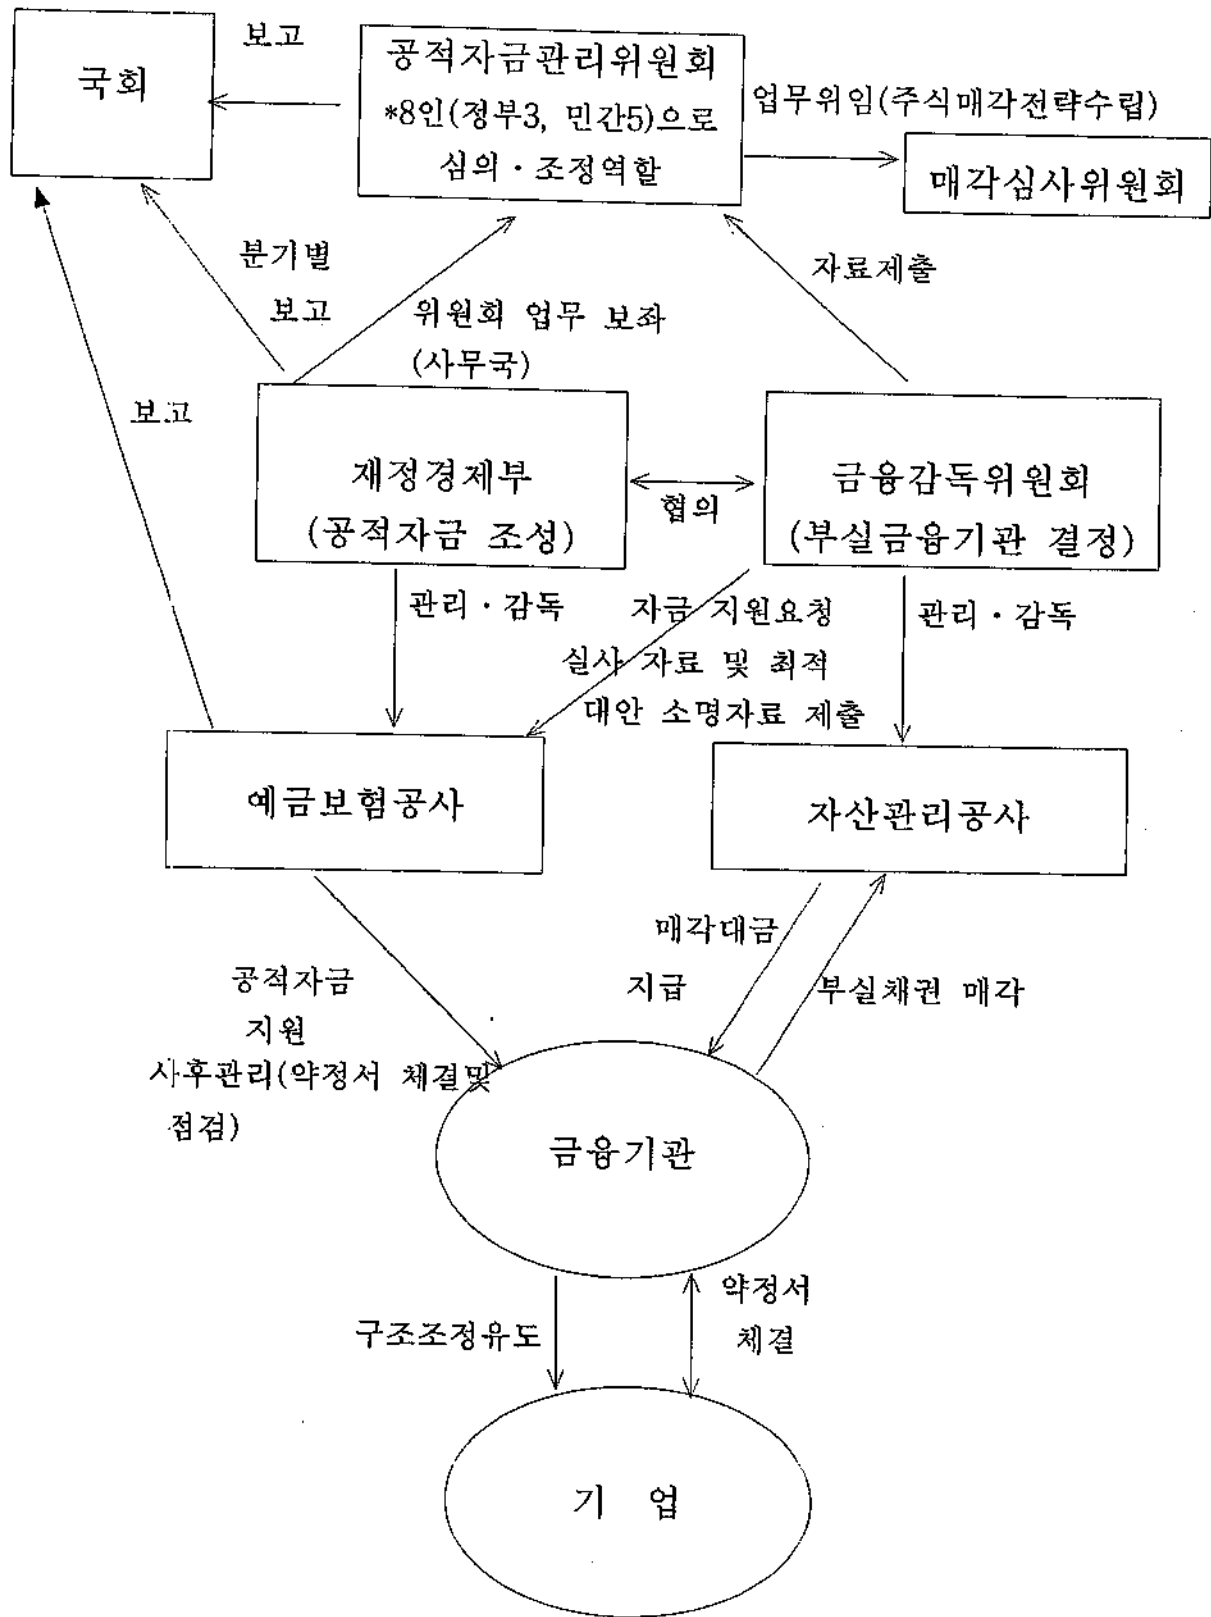 보고
국회
공적자금관리위원회
*8인(정부3, 민간5)으로
심의·조정역할
업무위임(주식매각전략수립)
매각심사위원회
분기별
보고
위원회 업무 보좌
(사무국)
자료제출
보고
재정경제부
(공적자금 조성)
협의
금융감독위원회
(부실금융기관 결정)
관리·감독
자금 지원요청
실사 자료 및 최적
대안 소명자료 제출
관리·감독
예금보험공사
자산관리공사
공적자금
지원
사후관리(약정서 체결및
점검)
매각대금
지급
부실채권 매각
금융기관
구조조정유도
약정서
체결
기 업